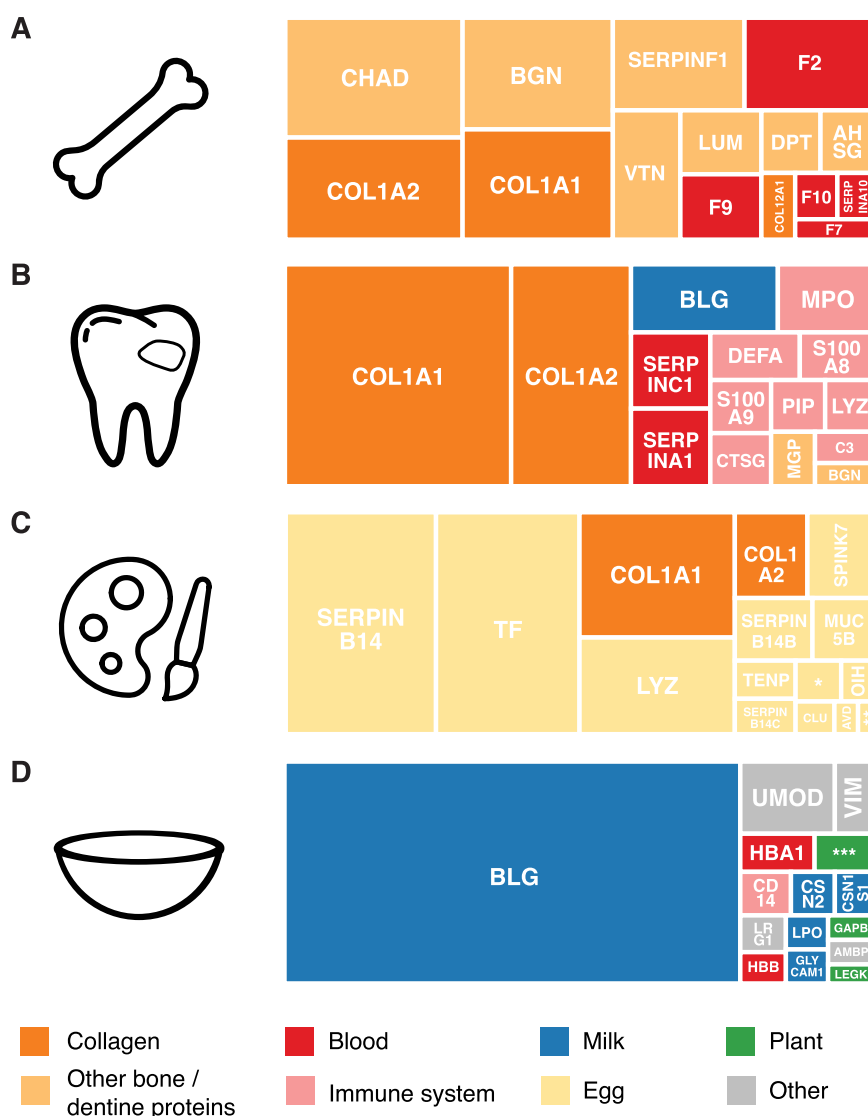 A
CHAD
BGN
SERPINF1
F2
COL1A2
COL1A1
VTN
LUM
DPT
AH
SG
F9
COL12A1
F10
SERP
INA10
F7
B
COL1A1
COL1A2
BLG
MPO
SERP
INC1
DEFA
S100
A8
S100
A9
PIP
LYZ
SERP
INA1
CTSG
MGP
C3
BGN
C
SERPIN
B14
TF
COL1A1
COL1
A2
SPINK7
LYZ
SERPIN
B14B
MUC
5B
TENP
*
OIH
SERPIN
B14C
CLU
AVD
**
D
BLG
UMOD
VIM
HBA1
***
CD
14
CS
N2
CSN1
S1
LR
G1
LPO
GAPB
AMBP
HBB
GLY
CAM1
LEGK
Collagen
Blood
Milk
Plant
Other bone /
dentine proteins
Immune system
Egg
Other